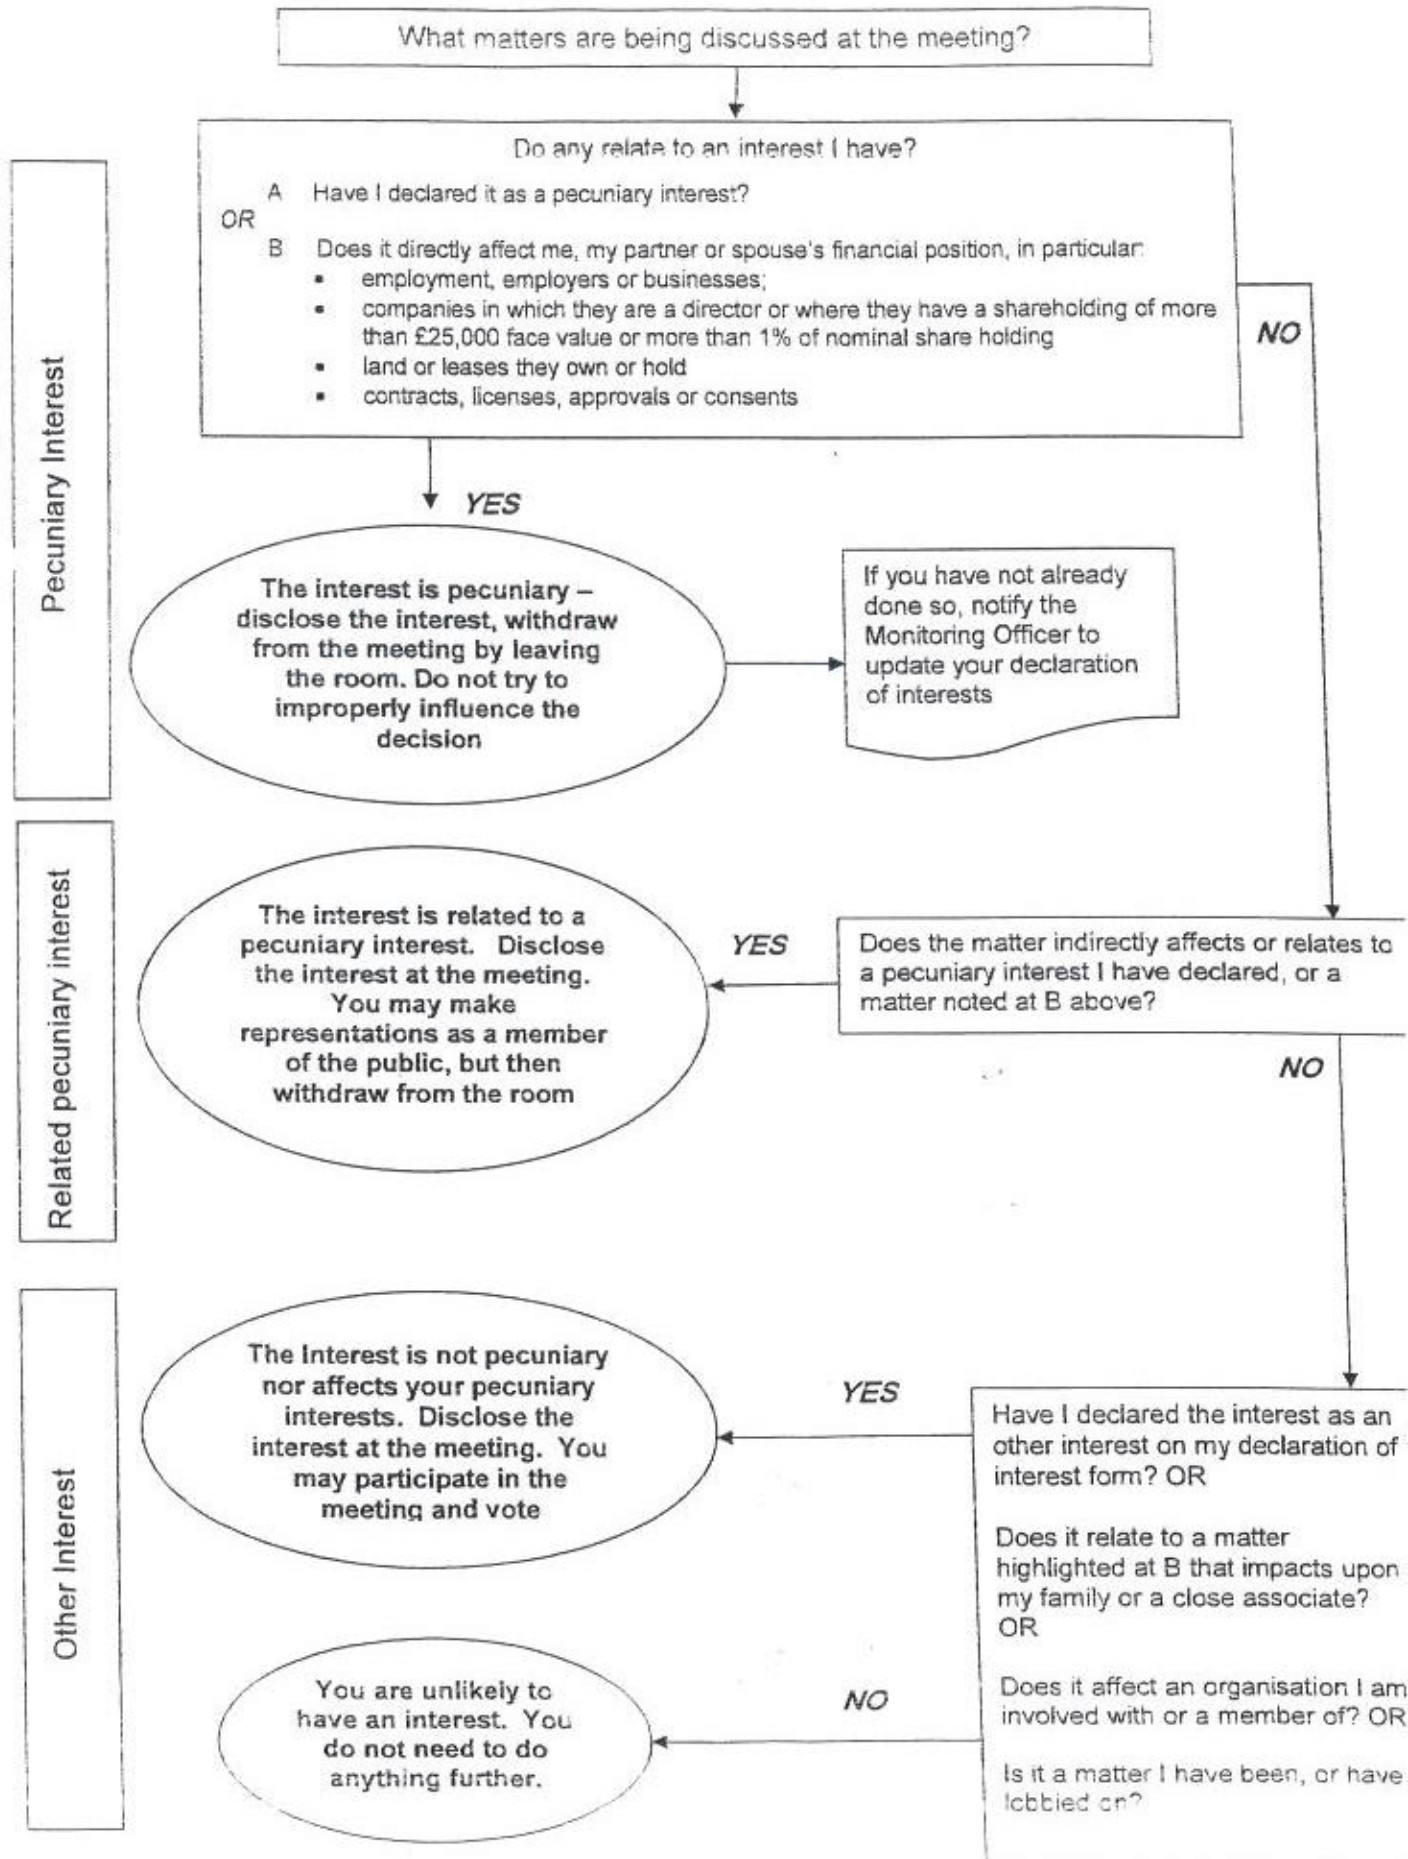 What matters are being discussed at the meeting?
Do any relate to an interest I have?
A Have I declared it as a pecuniary interest?
OR
B Does it directly affect me, my partner or spouse's financial position, in particular:
▪ employment, employers or businesses;
▪ companies in which they are a director or where they have a shareholding of more
than £25,000 face value or more than 1% of nominal share holding
▪ land or leases they own or hold
▪ contracts, licenses, approvals or consents
NO
Pecuniary Interest
YES
The interest is pecuniary –
disclose the interest, withdraw
from the meeting by leaving
the room. Do not try to
improperly influence the
decision
If you have not already
done so, notify the
Monitoring Officer to
update your declaration
of interests
Related pecuniary interest
The interest is related to a
pecuniary interest. Disclose
the interest at the meeting.
You may make
representations as a member
of the public, but then
withdraw from the room
YES
Does the matter indirectly affects or relates to
a pecuniary interest I have declared, or a
matter noted at B above?
NO
Other Interest
The Interest is not pecuniary
nor affects your pecuniary
interests. Disclose the
interest at the meeting. You
may participate in the
meeting and vote
YES
Have I declared the interest as an
other interest on my declaration of
interest form? OR
Does it relate to a matter
highlighted at B that impacts upon
my family or a close associate?
OR
Does it affect an organisation I am
involved with or a member of? OR
Is it a matter I have been, or have
lobbied on?
NO
You are unlikely to
have an interest. You
do not need to do
anything further.